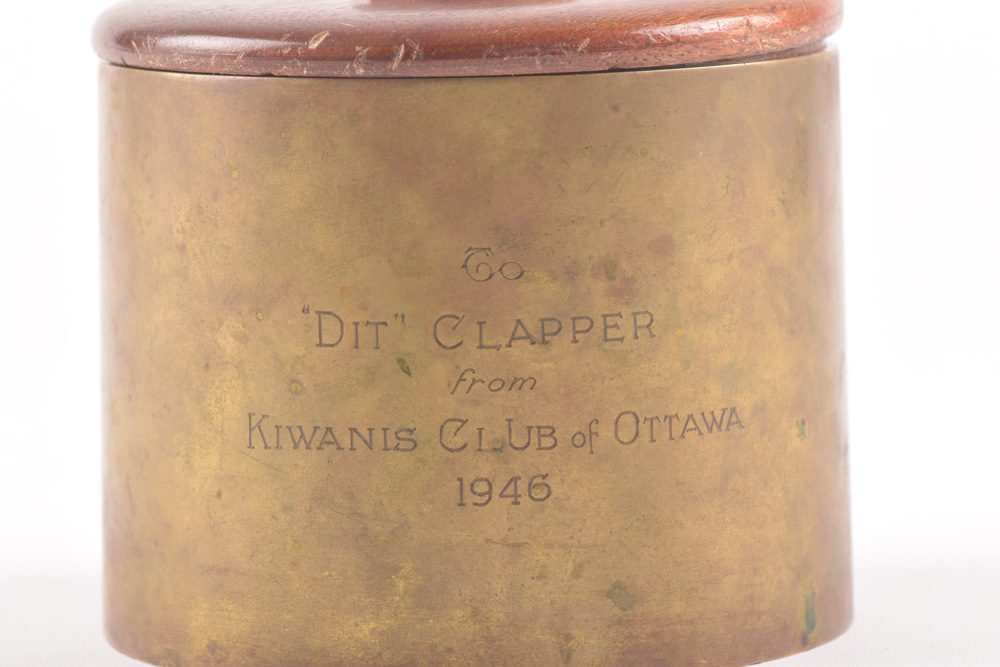 To
"DIT" CLAPPER
from
KIWANIS CLUB of OTTAWA
1946